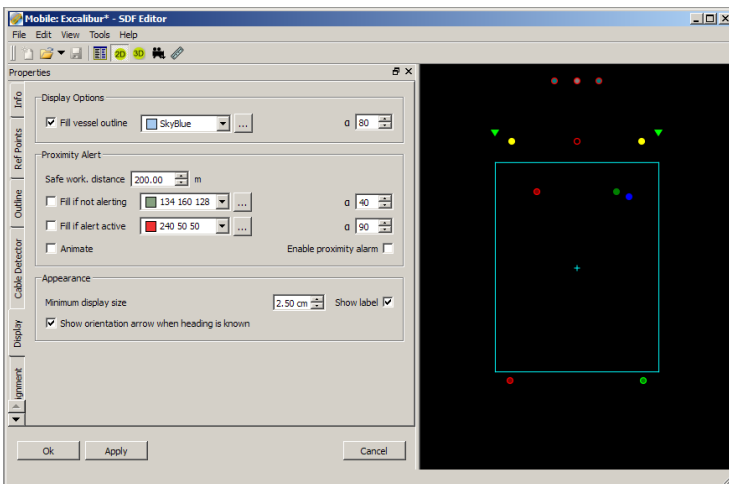 Mobile: Excalibur* - SDF Editor
File Edit View Tools Help
2D 3D
Properties
Info
Ref Points
Outline
Cable Detector
Display
ignment
Display Options
Fill vessel outline SkyBlue ... α 80
Proximity Alert
Safe work. distance 200.00 m
Fill if not alerting 134 160 128 ... α 40
Fill if alert active 240 50 50 ... α 90
Animate Enable proximity alarm
Appearance
Minimum display size 2.50 cm Show label
Show orientation arrow when heading is known
Ok Apply Cancel